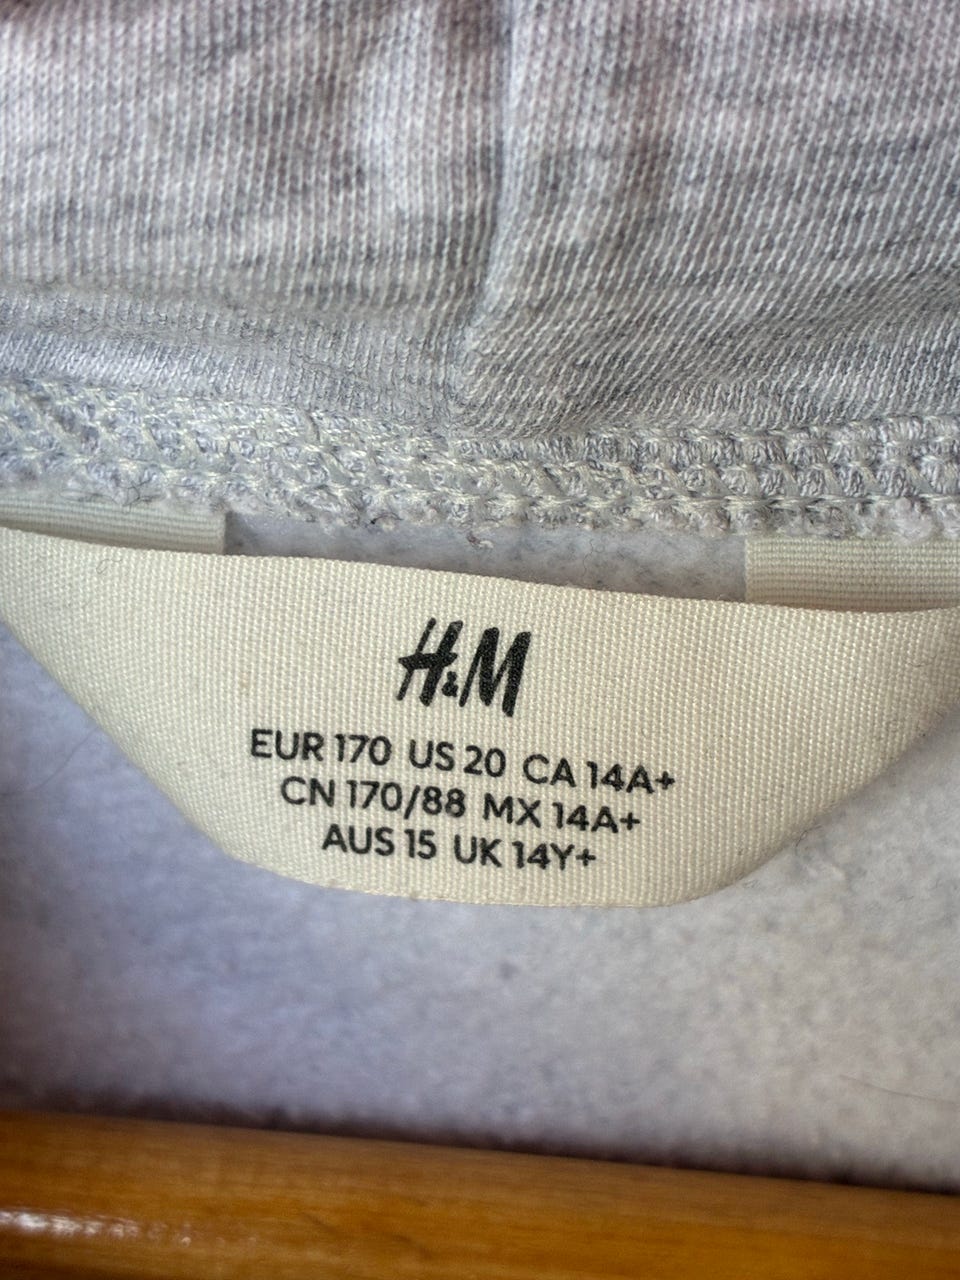 H&M
EUR 170 US 20 CA 14A+
CN 170/88 MX 14A+
AUS 15 UK 14Y+